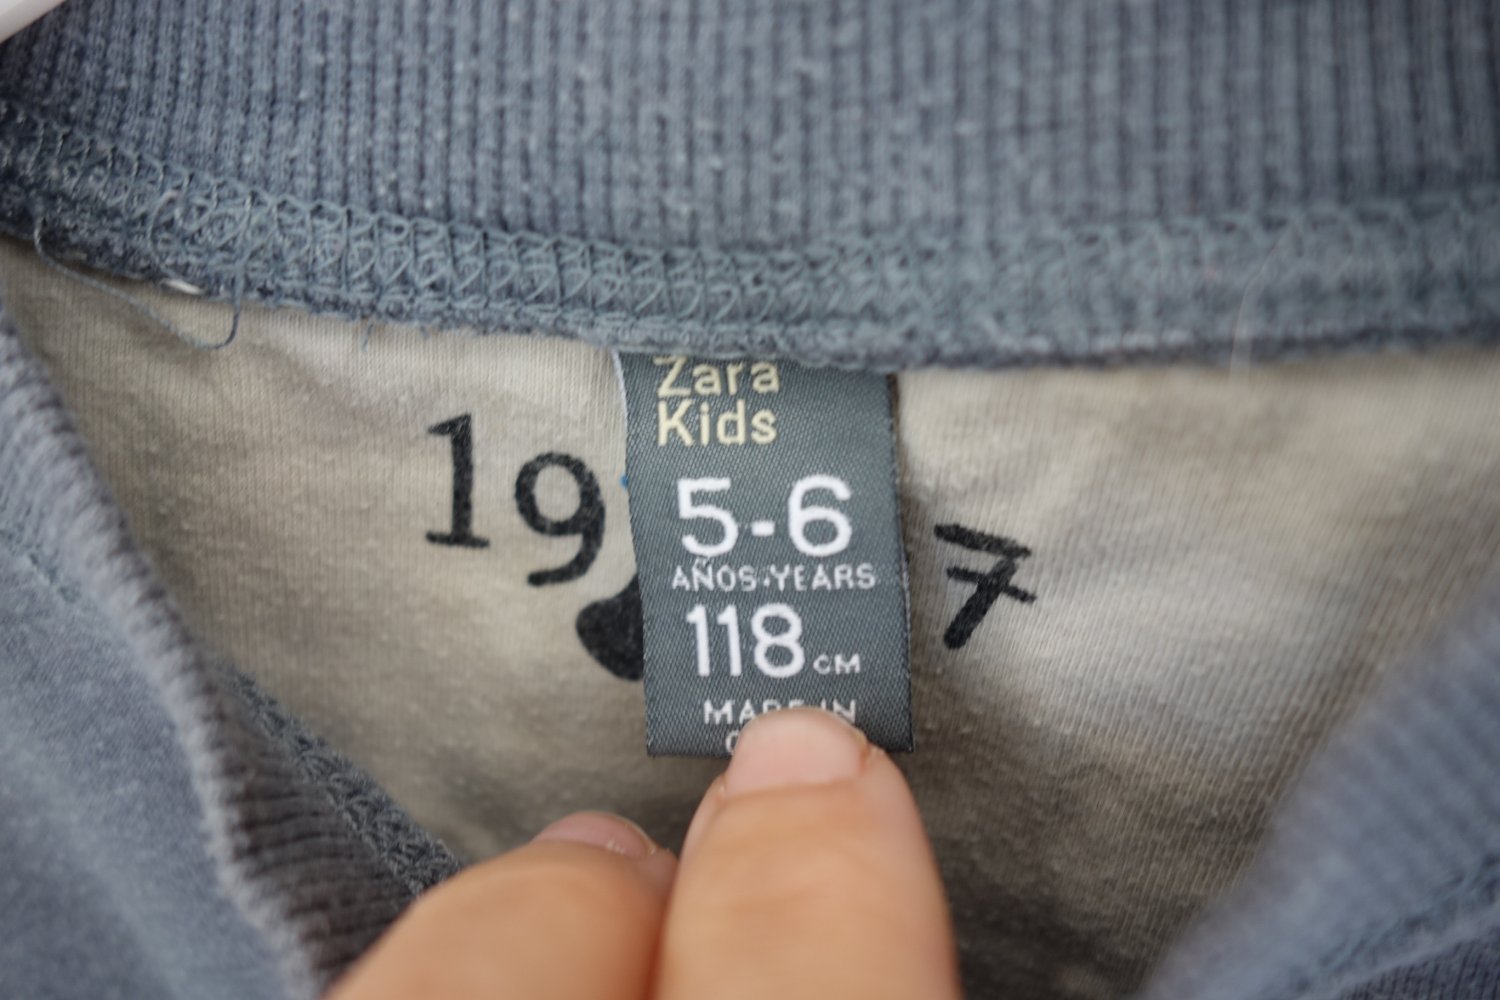 Zara
Kids
5-6
AÑOS-YEARS
118 CM
MADE IN
19
7